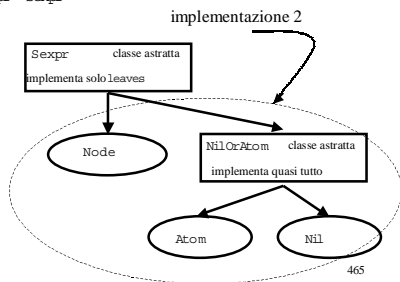 implementazione 2
Sexpr classe astratta
implementa solo leaves
Node
NilOrAtom classe astratta
implementa quasi tutto
Atom
Nil
465